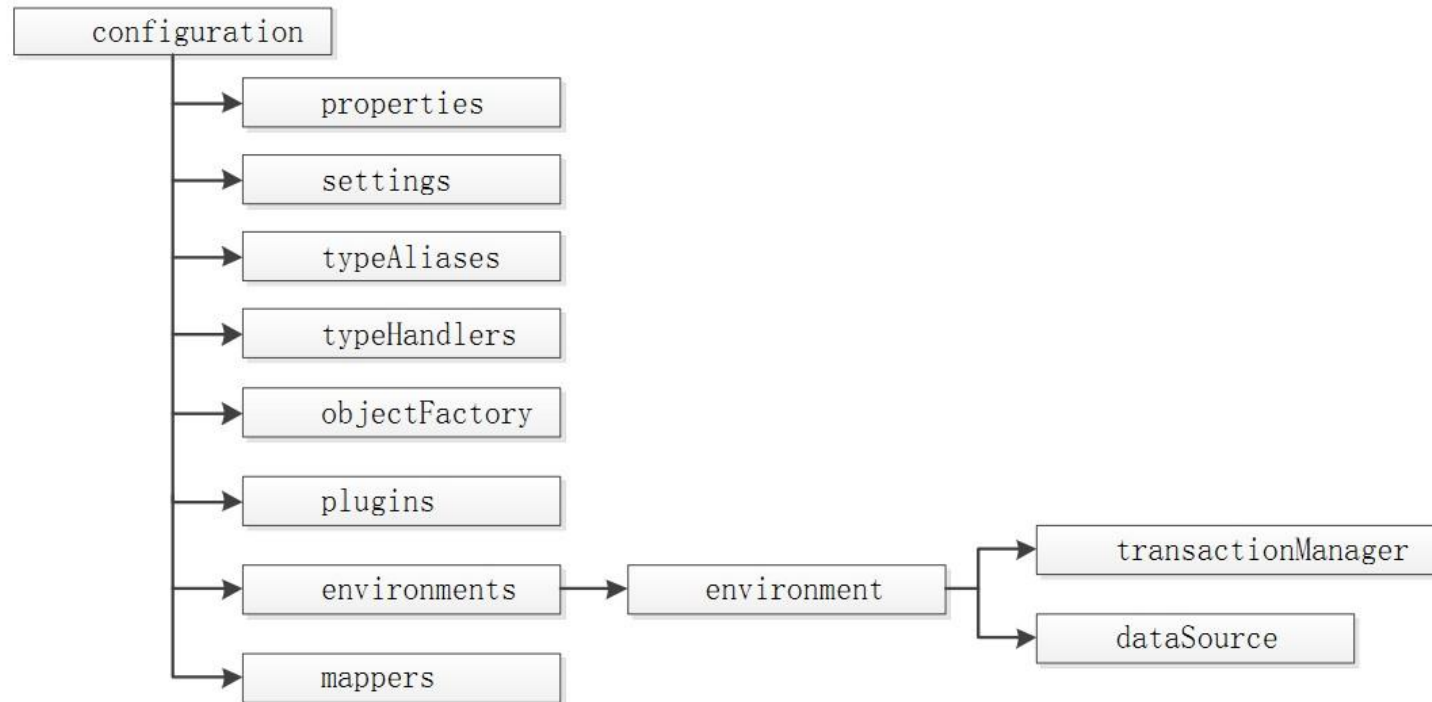 configuration
properties
settings
typeAliases
typeHandlers
objectFactory
plugins
environments
environment
transactionManager
dataSource
mappers